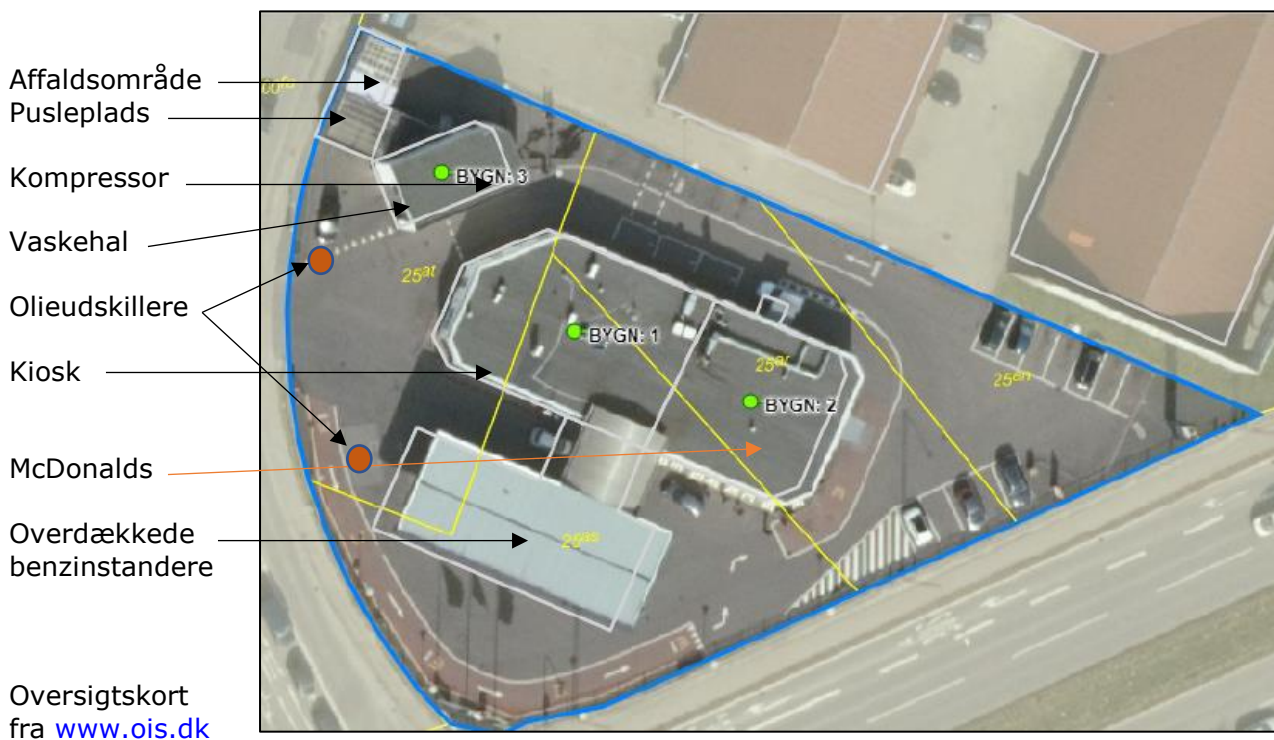 Affaldsområde
Pusleplads
Kompressor
Vaskehal
Olieudskillere
Kiosk
McDonalds
Overdækkede
benzinstandere
Oversigtskort
fra www.ois.dk
BYGN: 3
25at
BYGN: 1
25ar
BYGN: 2
25an
25as